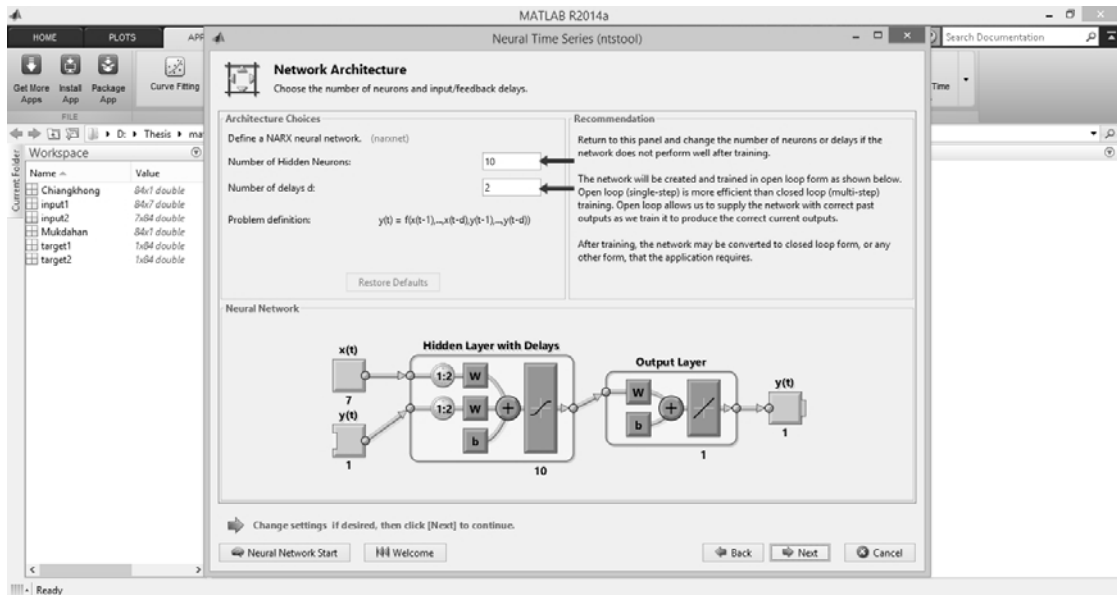 MATLAB R2014a
HOME PLOTS APP
Search Documentation
Get More Apps
Install App
Package App
Curve Fitting
Time
FILE
D: ▸ Thesis ▸ ma
Current Folder
Workspace
Name Value
Chiangkhong 84x1 double
input1 84x7 double
input2 7x84 double
Mukdahan 84x1 double
target1 1x84 double
target2 1x84 double
Ready
Neural Time Series (ntstool)
Network Architecture
Choose the number of neurons and input/feedback delays.
Architecture Choices
Define a NARX neural network. (narxnet)
Number of Hidden Neurons: 10
Number of delays d: 2
Problem definition: y(t) = f(x(t-1),...,x(t-d),y(t-1),...,y(t-d))
Restore Defaults
Recommendation
Return to this panel and change the number of neurons or delays if the
network does not perform well after training.
The network will be created and trained in open loop form as shown below.
Open loop (single-step) is more efficient than closed loop (multi-step)
training. Open loop allows us to supply the network with correct past
outputs as we train it to produce the correct current outputs.
After training, the network may be converted to closed loop form, or any
other form, that the application requires.
Neural Network
Hidden Layer with Delays
Output Layer
x(t)
7
y(t)
1
1:2 W
1:2 W
b
10
W
b
1
y(t)
1
Change settings if desired, then click [Next] to continue.
Neural Network Start
Welcome
Back
Next
Cancel